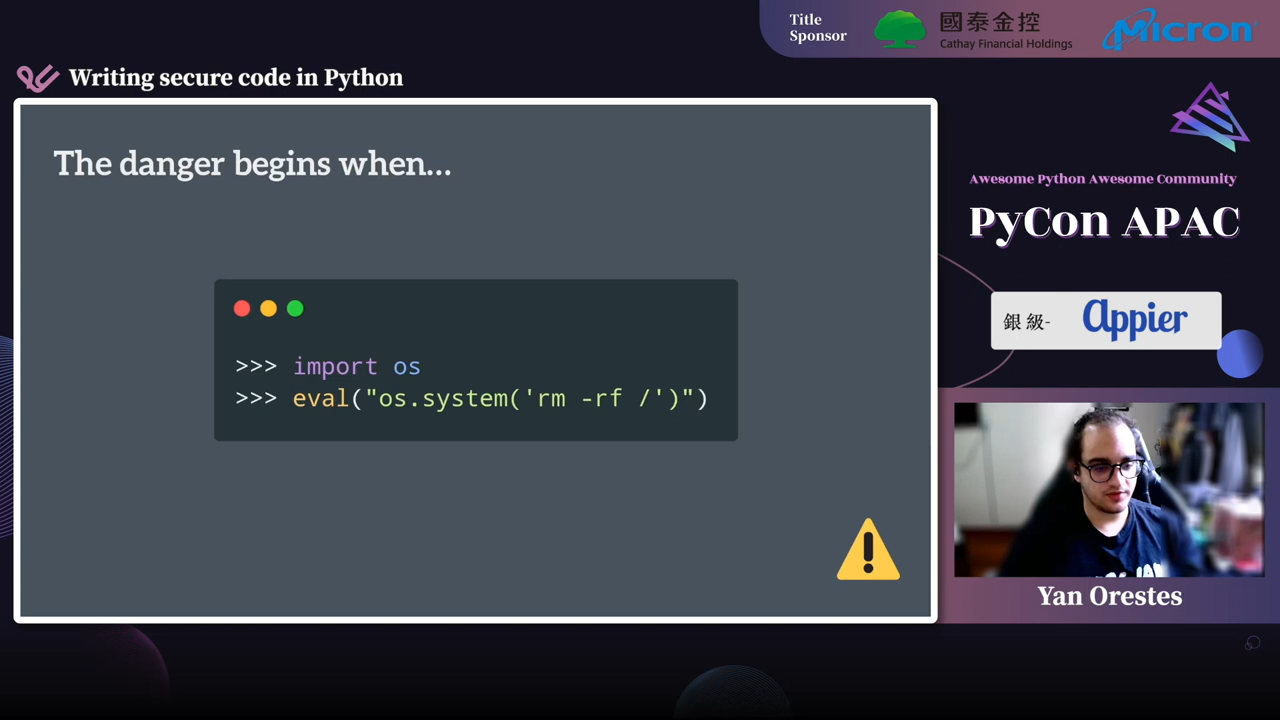 Title
Sponsor
國泰金控
Cathay Financial Holdings
Micron
Writing secure code in Python
The danger begins when...
>>> import os
>>> eval("os.system('rm -rf /')")
Awesome Python Awesome Community
PyCon APAC
銀級-
Appier
Yan Orestes